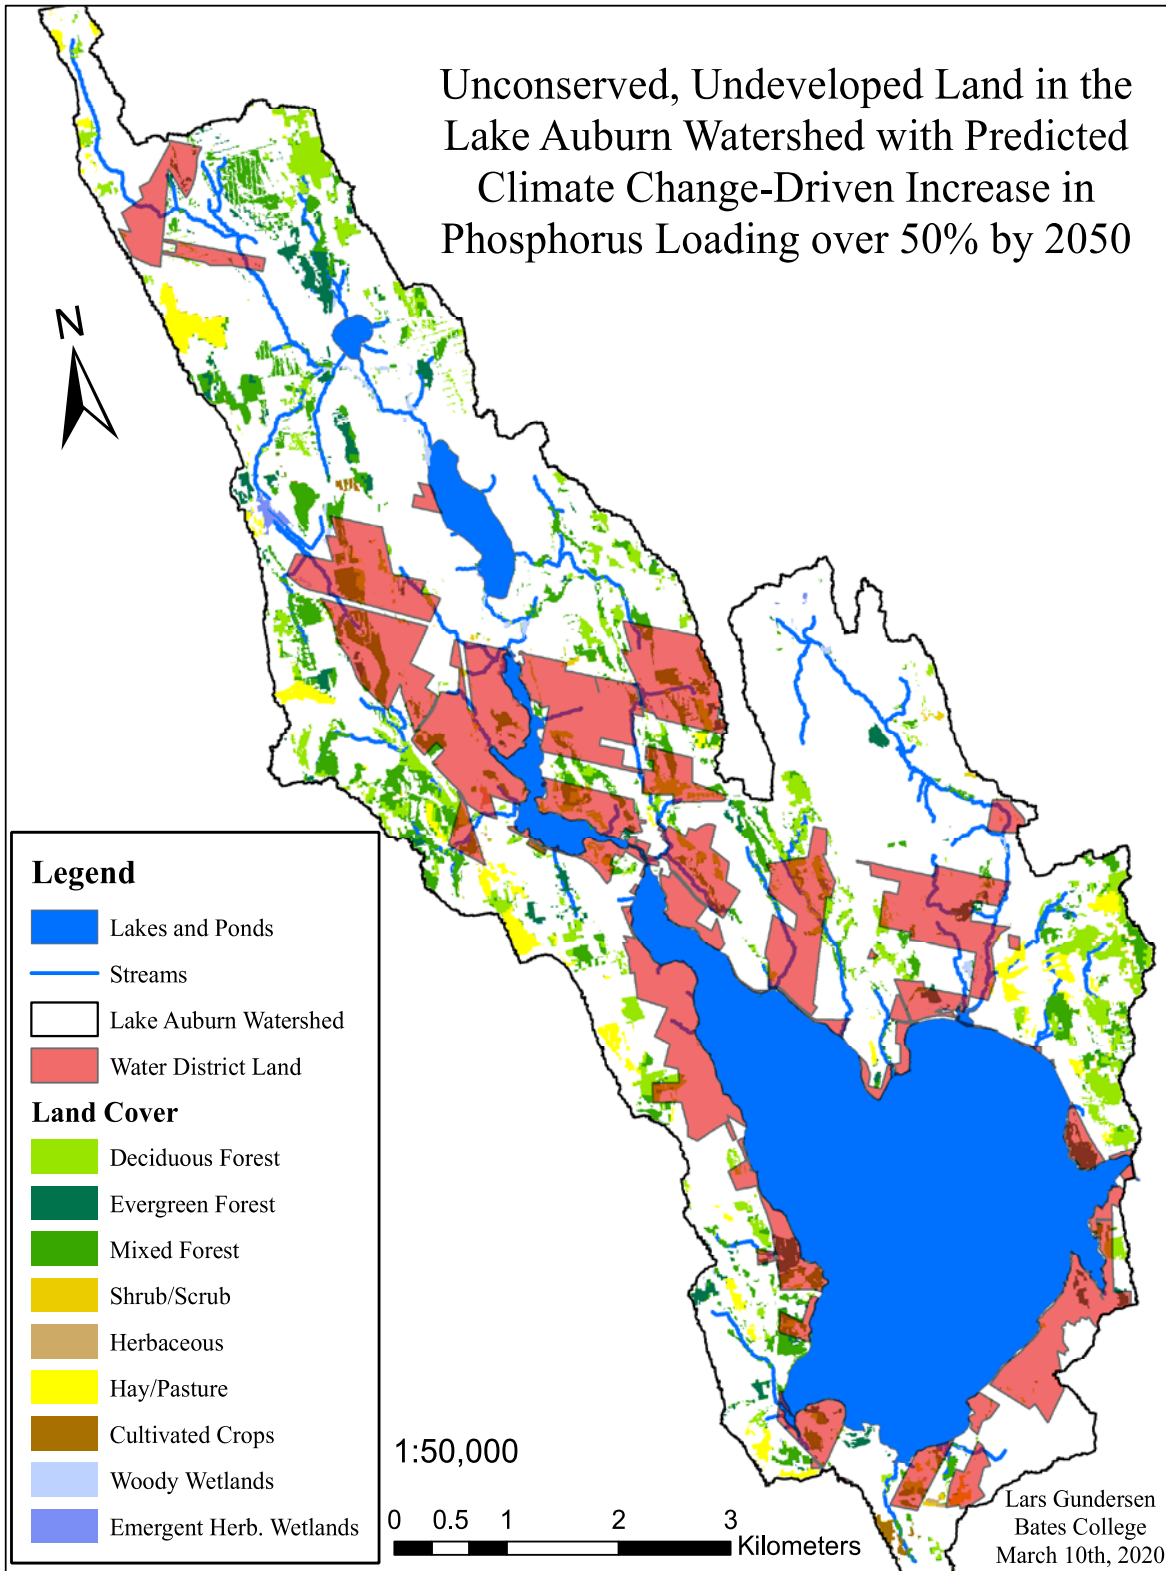 Unconserved, Undeveloped Land in the
Lake Auburn Watershed with Predicted
Climate Change-Driven Increase in
Phosphorus Loading over 50% by 2050
N
Legend
Lakes and Ponds
Streams
Lake Auburn Watershed
Water District Land
Land Cover
Deciduous Forest
Evergreen Forest
Mixed Forest
Shrub/Scrub
Herbaceous
Hay/Pasture
Cultivated Crops
Woody Wetlands
Emergent Herb. Wetlands
1:50,000
0 0.5 1 2 3
Kilometers
Lars Gundersen
Bates College
March 10th, 2020